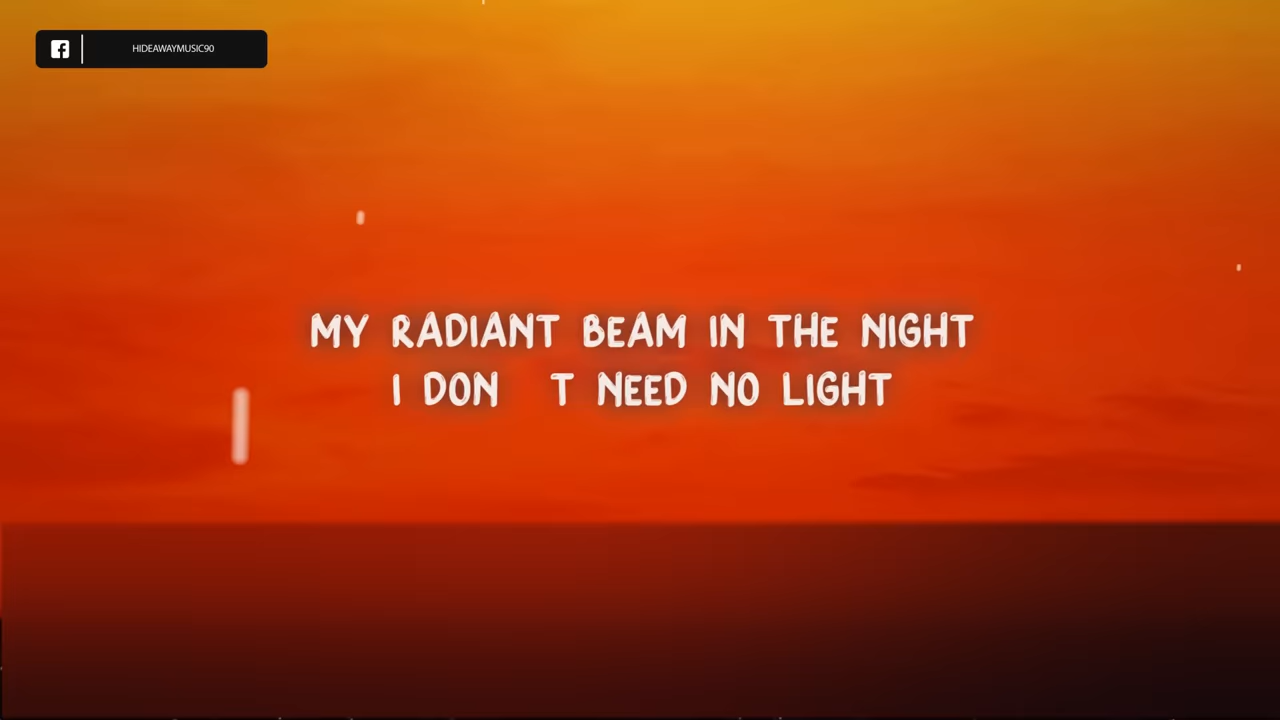 HIDEAWAYMUSIC90
MY RADIANT BEAM IN THE NIGHT
I DON T NEED NO LIGHT